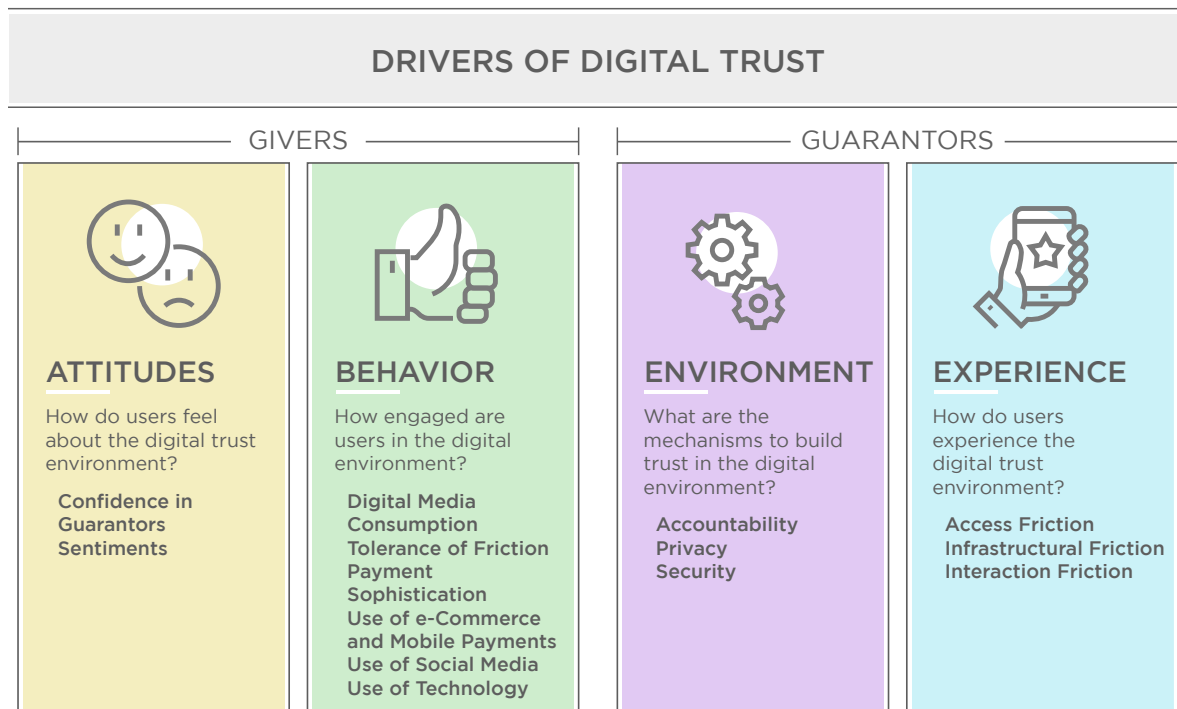 DRIVERS OF DIGITAL TRUST
GIVERS
GUARANTORS
ATTITUDES
How do users feel
about the digital trust
environment?
Confidence in
Guarantors
Sentiments
BEHAVIOR
How engaged are
users in the digital
environment?
Digital Media
Consumption
Tolerance of Friction
Payment
Sophistication
Use of e-Commerce
and Mobile Payments
Use of Social Media
Use of Technology
ENVIRONMENT
What are the
mechanisms to build
trust in the digital
environment?
Accountability
Privacy
Security
EXPERIENCE
How do users
experience the
digital trust
environment?
Access Friction
Infrastructural Friction
Interaction Friction